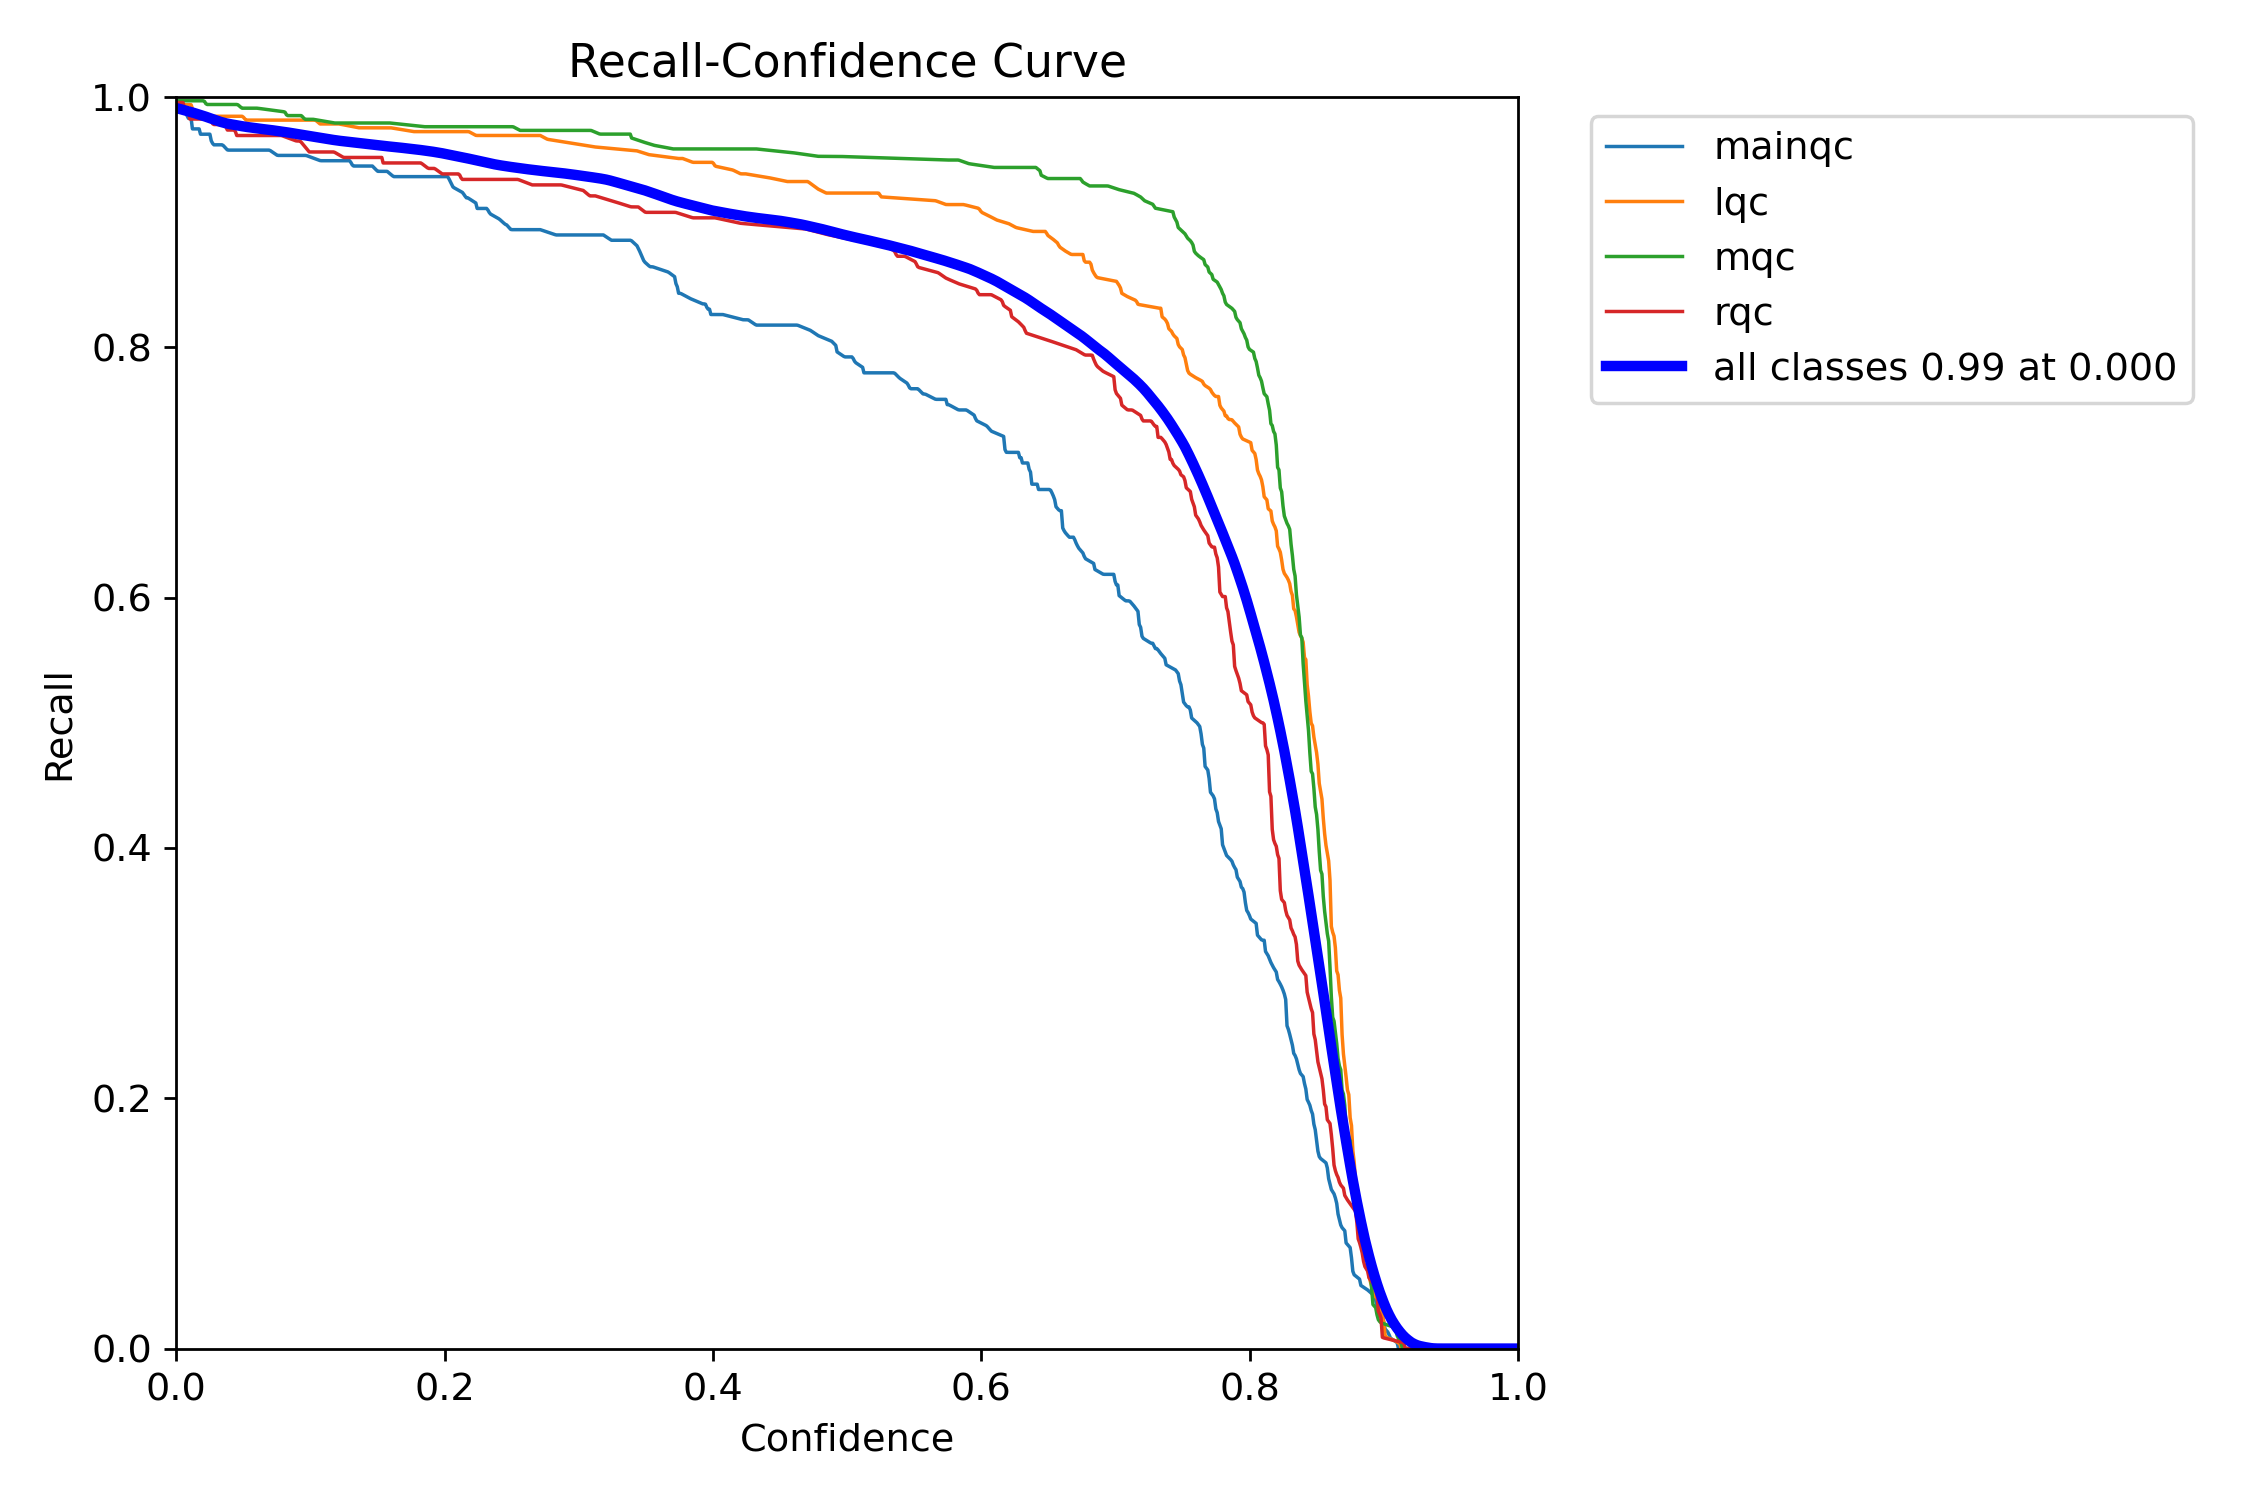 Recall-Confidence Curve
1.0
0.8
0.6
0.4
0.2
0.0
Recall
0.0 0.2 0.4 0.6 0.8 1.0
Confidence
mainqc
lqc
mqc
rqc
all classes 0.99 at 0.000